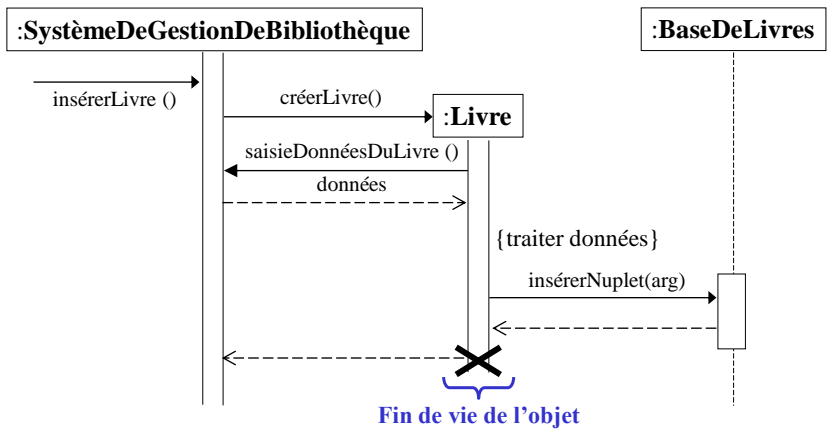 :SystèmeDeGestionDeBibliothèque
:BaseDeLivres
insérerLivre ()
créerLivre()
:Livre
saisieDonnéesDuLivre ()
données
{traiter données}
insérerNuplet(arg)
Fin de vie de l’objet